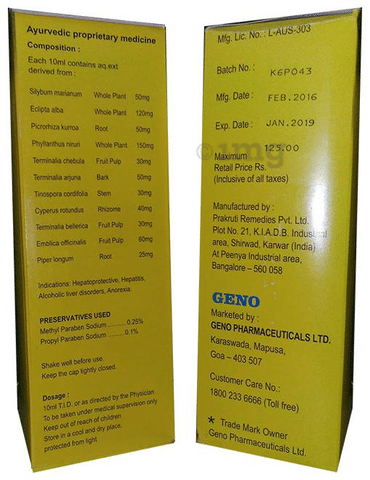 Ayurvedic proprietary medicine
Composition :
Each 10ml contains aq.ext
derived from:
Silybum marianum Whole Plant 50mg
Eclipta alba Whole Plant 120mg
Picrorhiza kurroa Root 50mg
Phyllanthus niruri Whole Plant 150mg
Terminalia chebula Fruit Pulp 30mg
Terminalia arjuna Bark 50mg
Tinospora cordifolia Stem 30mg
Cyperus rotundus Rhizome 40mg
Terminalia belerica Fruit Pulp 30mg
Emblica officinalis Fruit Pulp 60mg
Piper longum Root 25mg
Indications: Hepatoprotective, Hepatitis,
Alcoholic liver disorders, Anorexia.
PRESERVATIVES USED
Methyl Paraben Sodium .......... 0.25%
Propyl Paraben Sodium .......... 0.1%
Shake well before use.
Keep the cap tightly closed.
Dosage :
10ml T.I.D. or as directed by the Physician
To be taken under medical supervision only
Keep out of reach of children
Store in a cool and dry place,
protected from light
Mfg. Lic. No.: L-AUS-303
Batch No. : K6P043
Mfg. Date : FEB.2016
Exp. Date : JAN.2019
125.00
Maximum
Retail Price Rs.
(Inclusive of all taxes)
1mg
Manufactured by :
Prakruti Remedies Pvt. Ltd.
Plot No. 21, K.I.A.D.B. Industrial
area, Shirwad, Karwar (India)
At Peenya Industrial area,
Bangalore – 560 058
GENO
Marketed by :
GENO PHARMACEUTICALS LTD.
Karaswada, Mapusa,
Goa – 403 507
Customer Care No.:
1800 233 6666 (Toll free)
* Trade Mark Owner
Geno Pharmaceuticals Ltd.